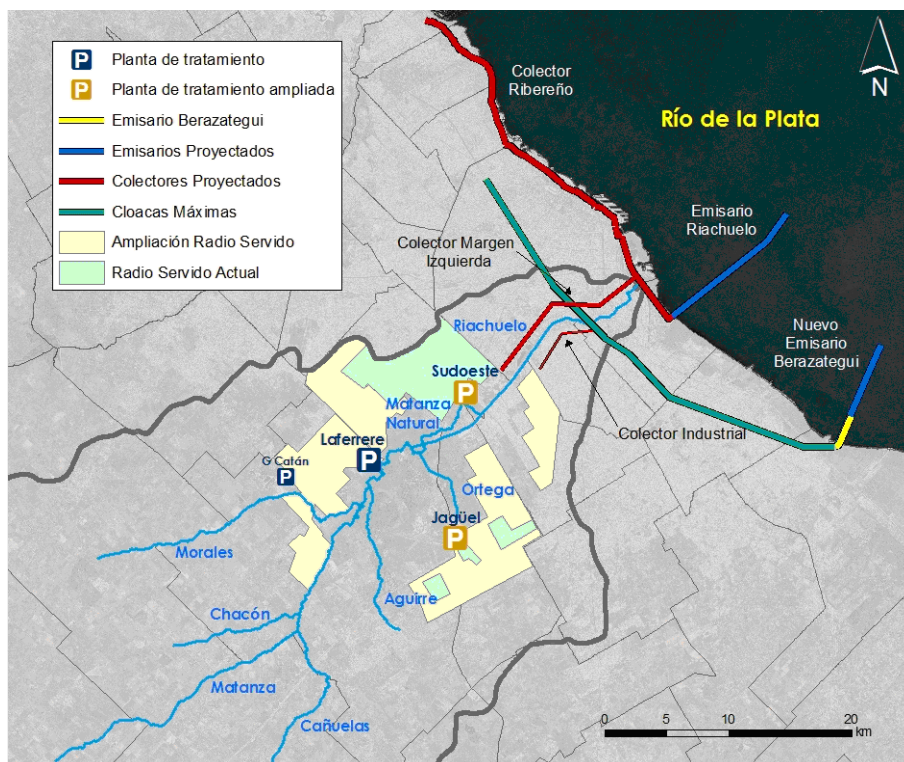 P Planta de tratamiento
P Planta de tratamiento ampliada
Emisario Berazategui
Emisarios Proyectados
Colectores Proyectados
Cloacas Máximas
Ampliación Radio Servido
Radio Servido Actual
Colector
Ribereño
N
Río de la Plata
Emisario
Riachuelo
Colector Margen
Izquierda
Nuevo
Emisario
Berazategui
Riachuelo
Sudoeste
P
Matanza
Natural
Colector Industrial
Laferrere
P
G Catán
P
Ortega
Jagüel
P
Morales
Aguirre
Chacón
Matanza
Cañuelas
0 5 10 20
km